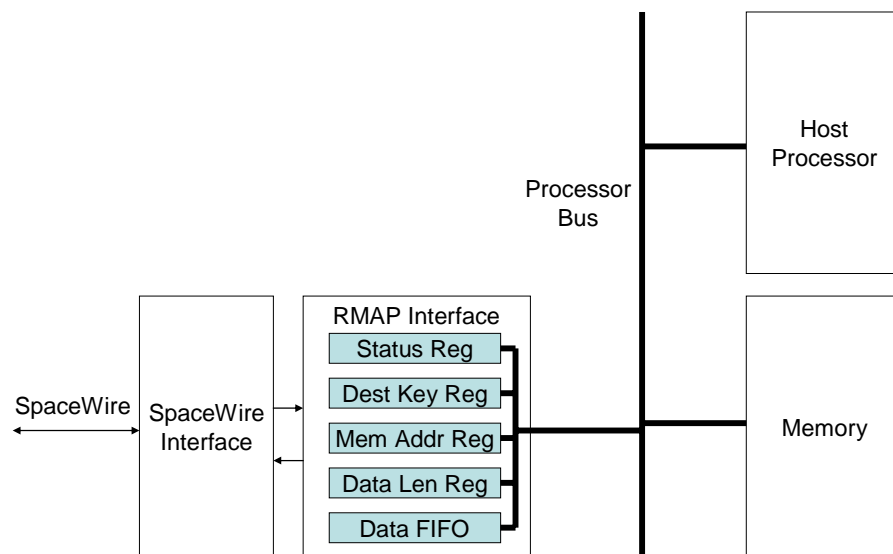 Host
Processor
Processor
Bus
RMAP Interface
Status Reg
Dest Key Reg
Mem Addr Reg
Data Len Reg
Data FIFO
SpaceWire
SpaceWire
Interface
Memory